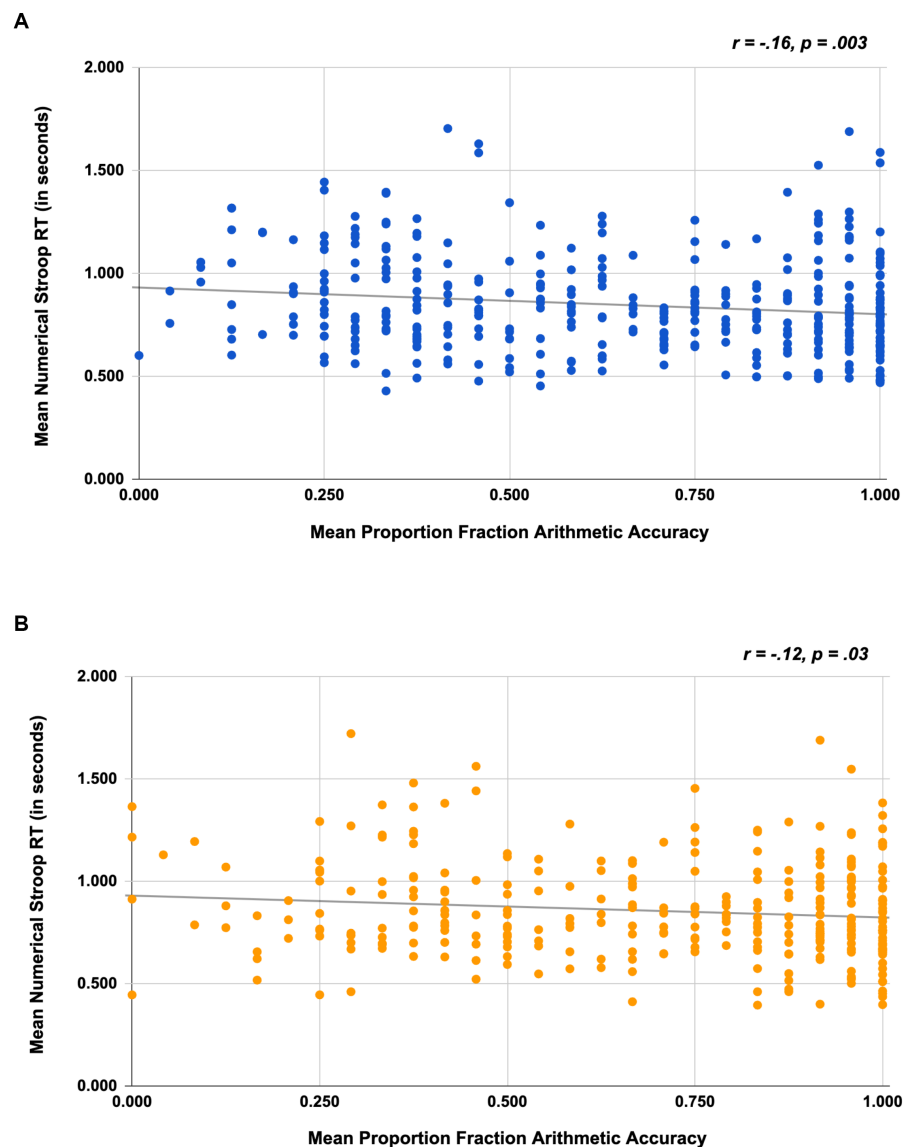 A
r = -.16, p = .003
2.000
1.500
1.000
0.500
0.000
Mean Numerical Stroop RT (in seconds)
0.000 0.250 0.500 0.750 1.000
Mean Proportion Fraction Arithmetic Accuracy
B
r = -.12, p = .03
2.000
1.500
1.000
0.500
0.000
Mean Numerical Stroop RT (in seconds)
0.000 0.250 0.500 0.750 1.000
Mean Proportion Fraction Arithmetic Accuracy